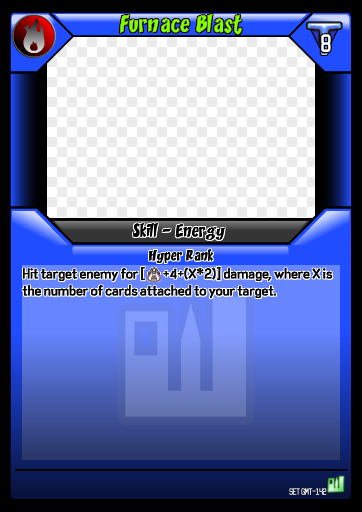 Furnace Blast
8
Skill - Energy
Hyper Rank
Hit target enemy for [ +4+(X*2)] damage, where X is
the number of cards attached to your target.
SET GMT-142